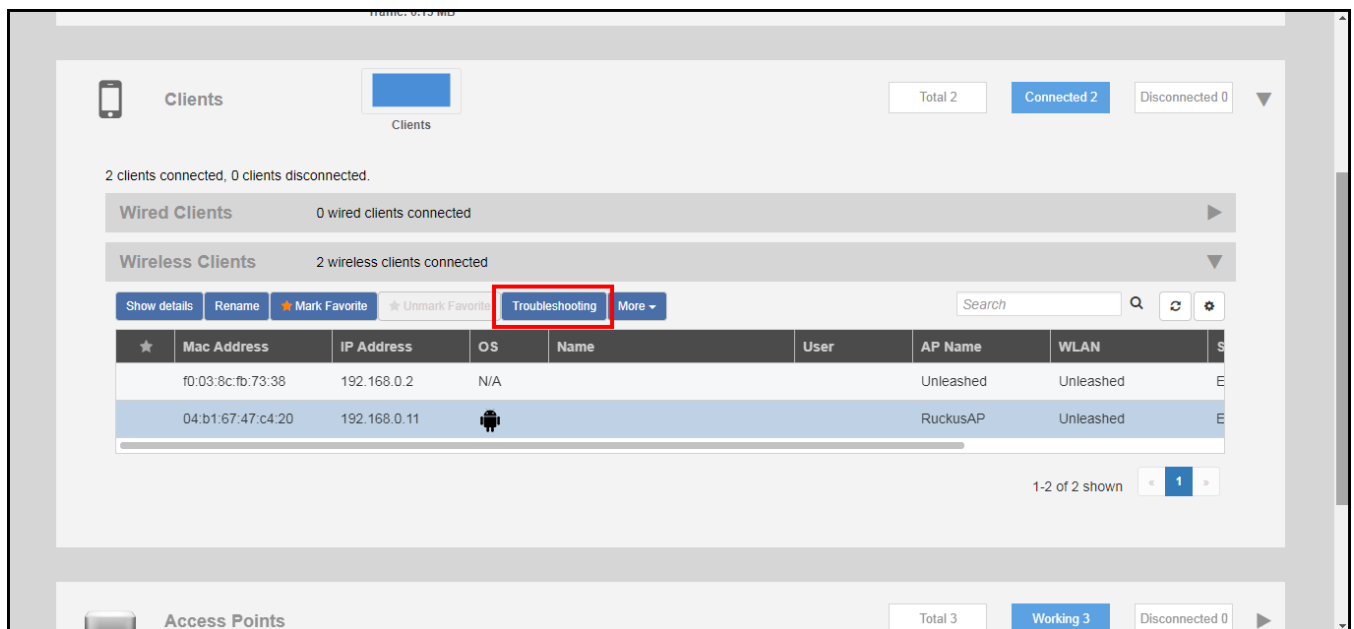 Traffic: 0.15 MB
Clients
Total 2
Connected 2
Disconnected 0
Clients
2 clients connected, 0 clients disconnected.
Wired Clients 0 wired clients connected
Wireless Clients 2 wireless clients connected
Show details Rename Mark Favorite Unmark Favorite Troubleshooting More Search
Mac Address IP Address OS Name User AP Name WLAN S
f0:03:8c:fb:73:38 192.168.0.2 N/A Unleashed Unleashed E
04:b1:67:47:c4:20 192.168.0.11 RuckusAP Unleashed E
1-2 of 2 shown « 1 »
Access Points Total 3 Working 3 Disconnected 0